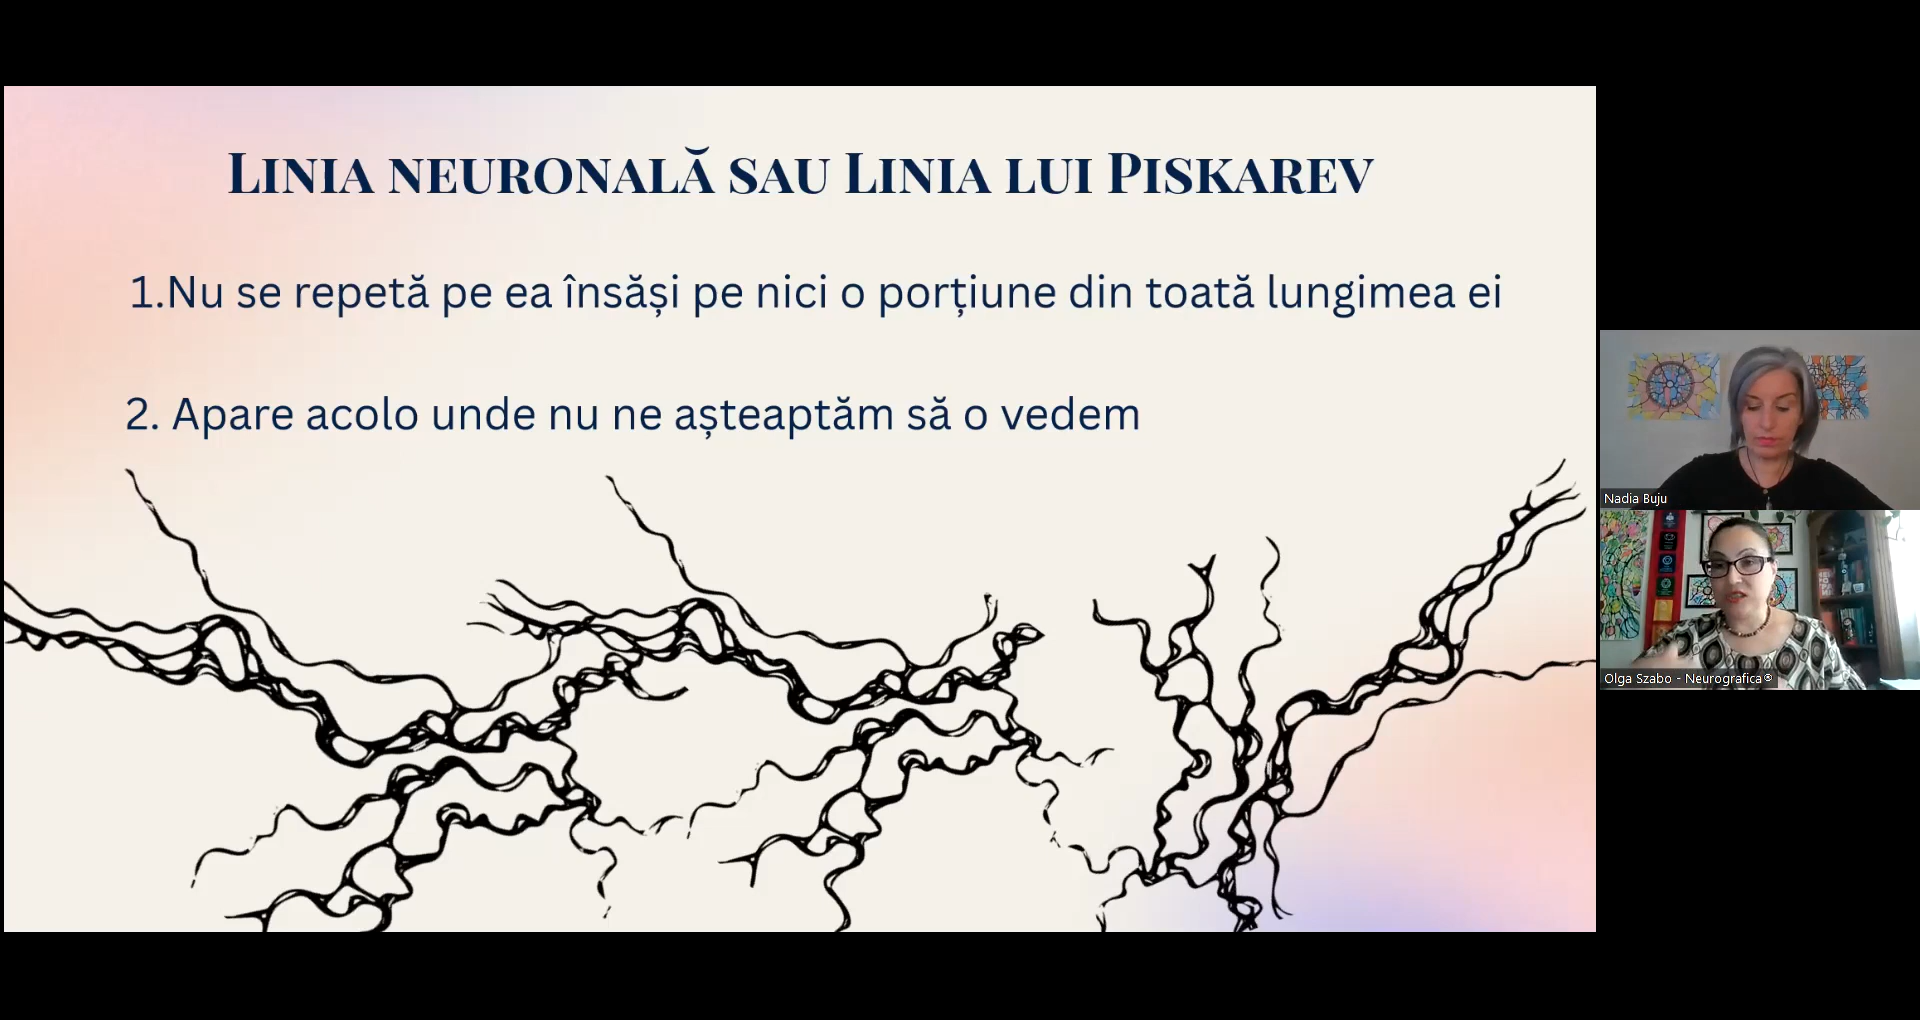 Linia neuronală sau Linia lui Piskarev
1.Nu se repetă pe ea însăși pe nici o porțiune din toată lungimea ei
2. Apare acolo unde nu ne așteaptăm să o vedem
Nadia Buju
Olga Szabo - Neurografica®